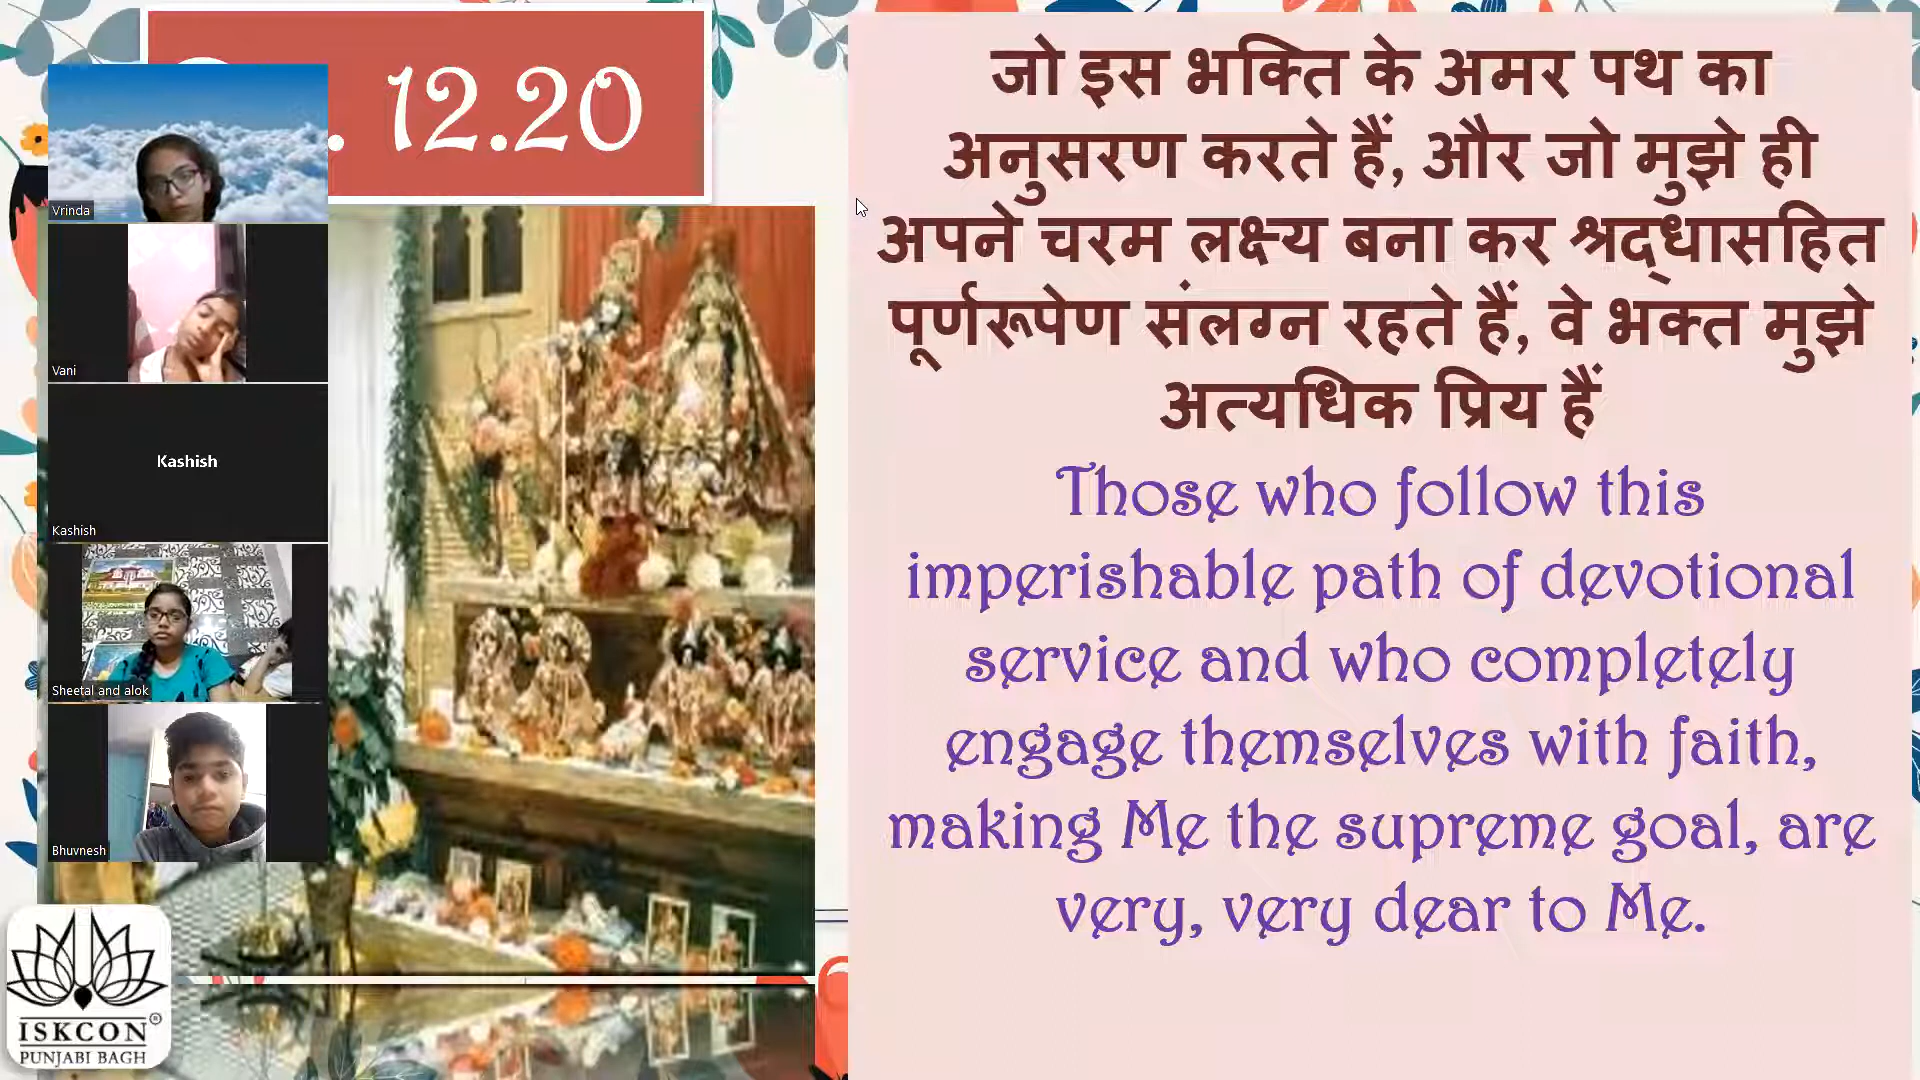 . 12.20
जो इस भक्ति के अमर पथ का
अनुसरण करते हैं, और जो मुझे ही
अपने चरम लक्ष्य बना कर श्रद्धासहित
पूर्णरूपेण संलग्न रहते हैं, वे भक्त मुझे
अत्यधिक प्रिय हैं
Those who follow this
imperishable path of devotional
service and who completely
engage themselves with faith,
making Me the supreme goal, are
very, very dear to Me.
Vrinda
Vani
Kashish
Kashish
Sheetal and alok
Bhuvnesh
ISKCON®
PUNJABI BAGH